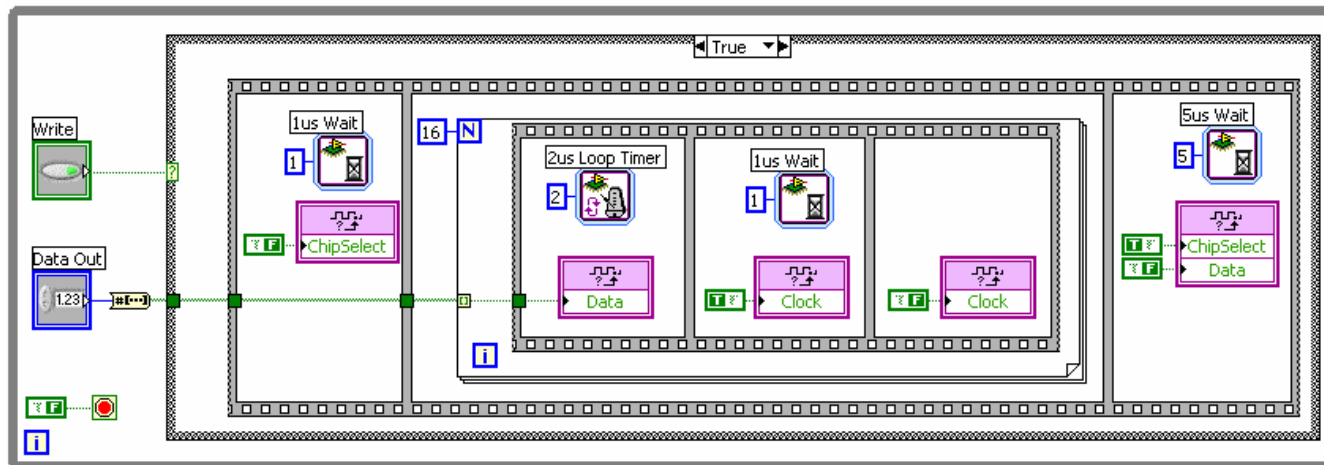 True
Write
1us Wait
1
?
F
ChipSelect
16 N
2us Loop Timer
2
Data
1us Wait
1
T
Clock
F
Clock
i
5us Wait
5
T
ChipSelect
F
Data
Data Out
1.23
#[...]
F
i